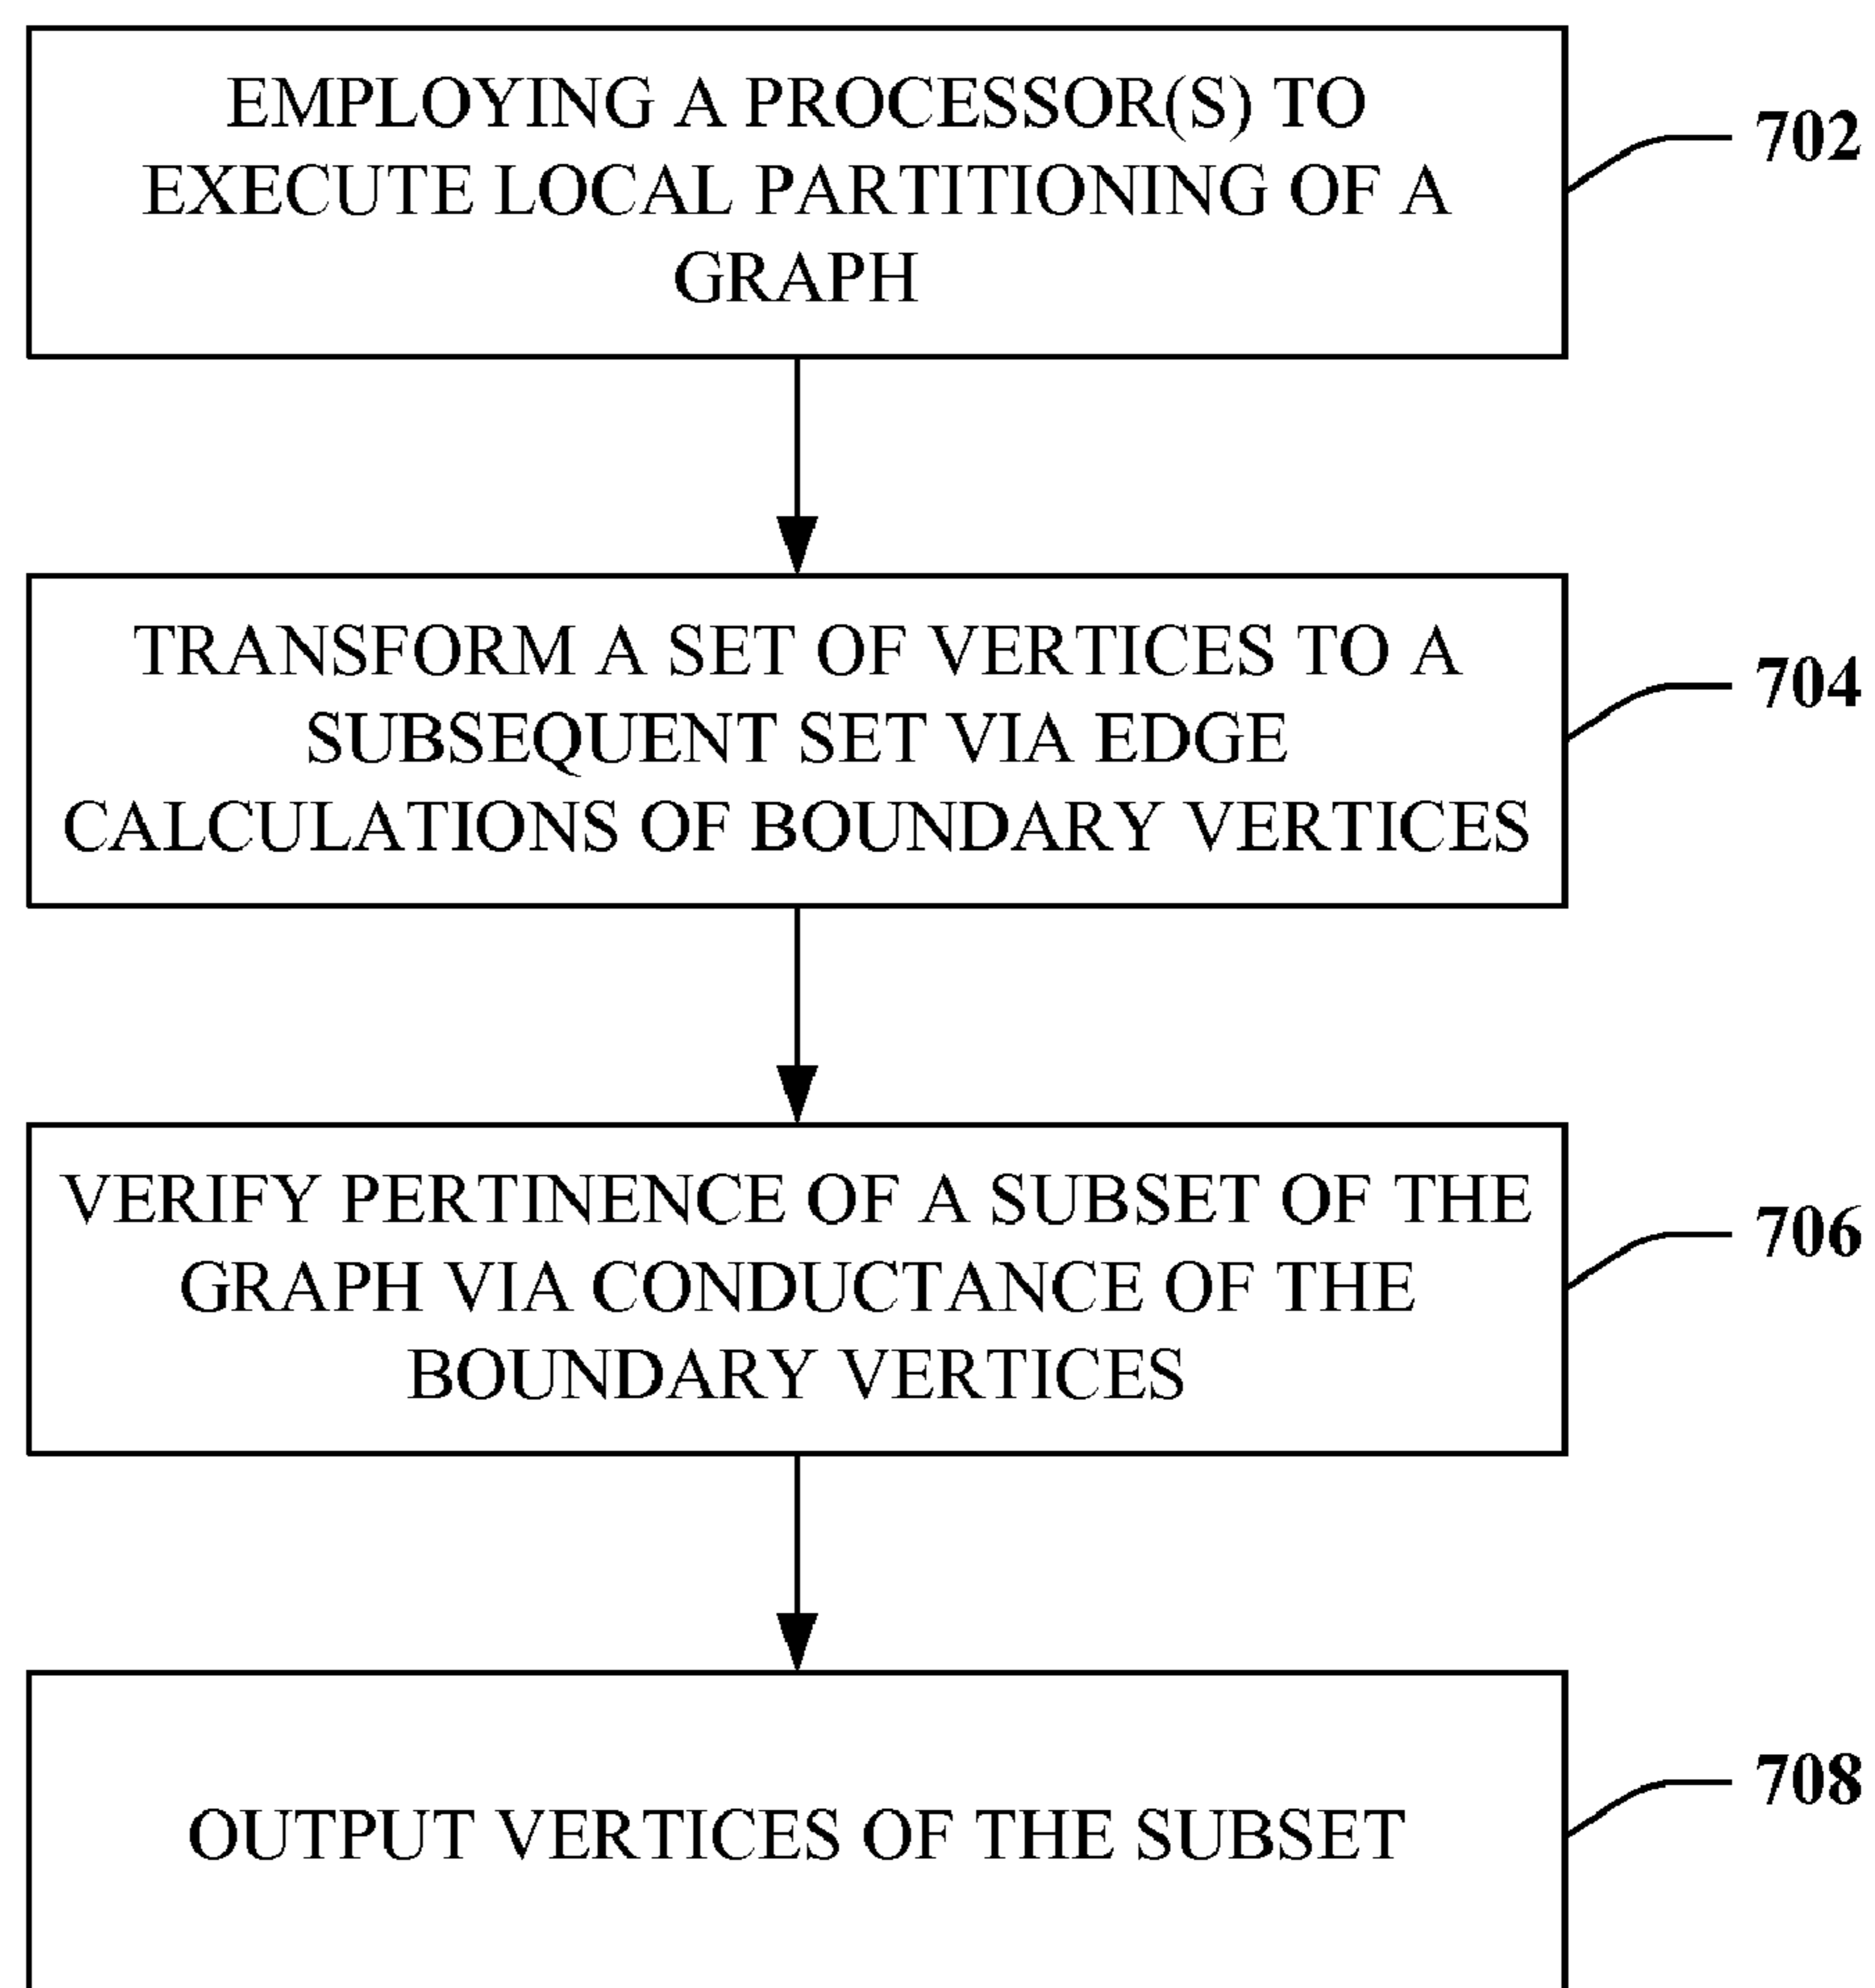 EMPLOYING A PROCESSOR(S) TO
EXECUTE LOCAL PARTITIONING OF A
GRAPH
702
TRANSFORM A SET OF VERTICES TO A
SUBSEQUENT SET VIA EDGE
CALCULATIONS OF BOUNDARY VERTICES
704
VERIFY PERTINENCE OF A SUBSET OF THE
GRAPH VIA CONDUCTANCE OF THE
BOUNDARY VERTICES
706
OUTPUT VERTICES OF THE SUBSET
708